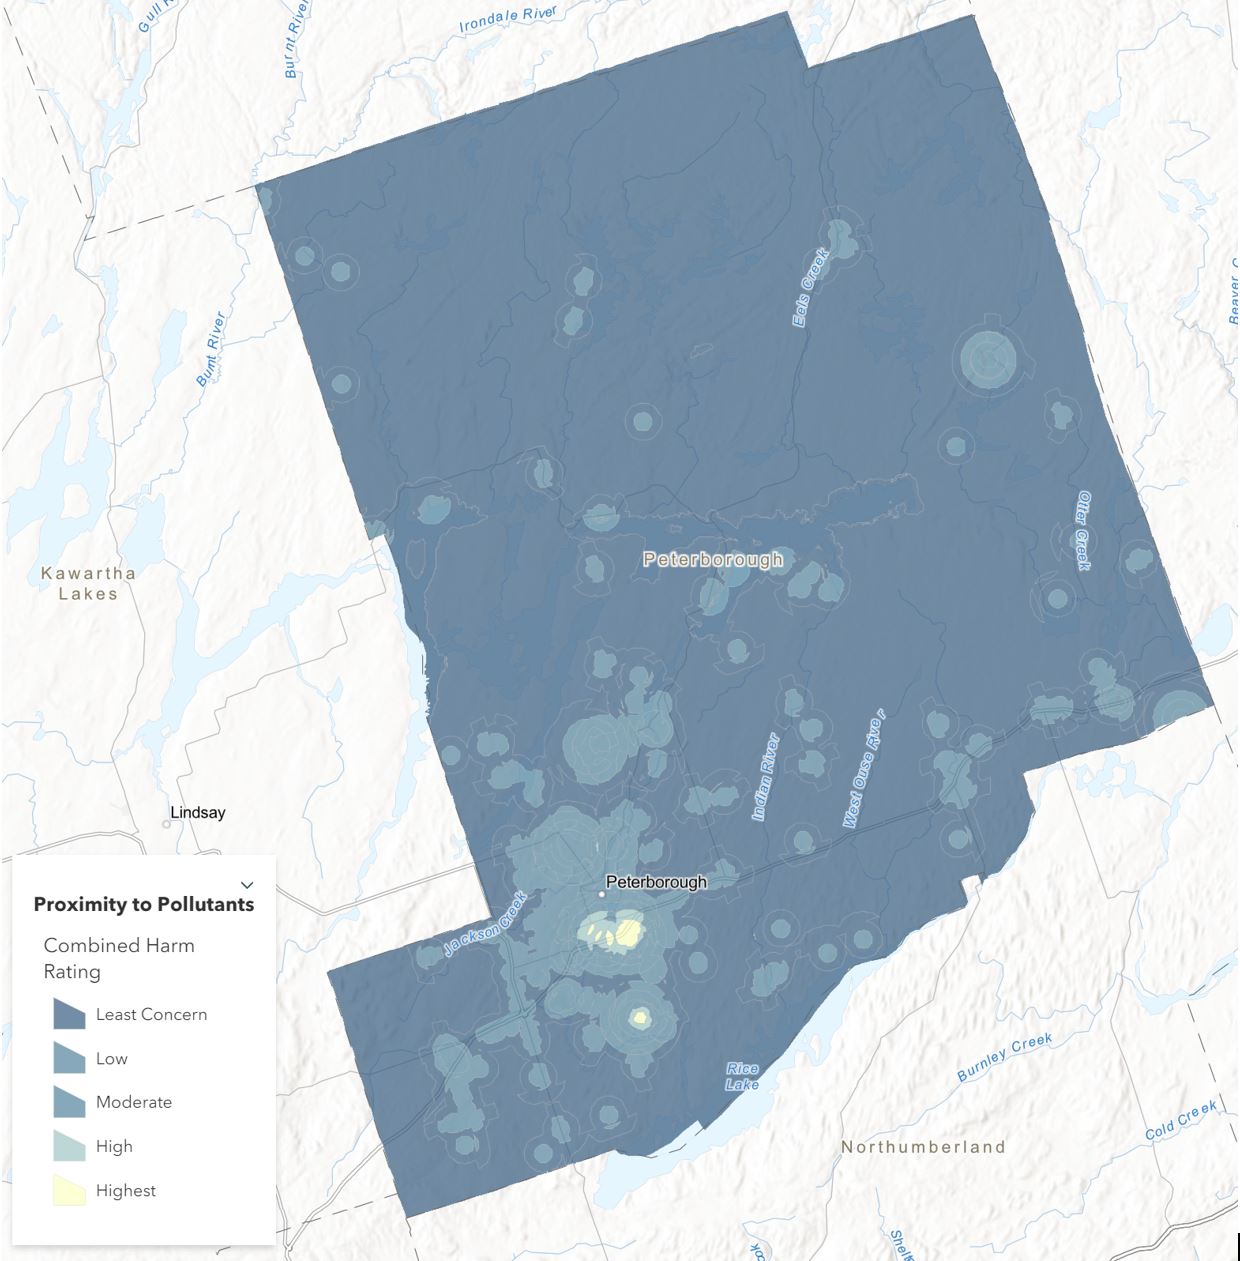 Gull R
Burnt River
Irondale River
Eels Creek
Burnt River
Beaver C
Otter Creek
Peterborough
Kawartha
Lakes
Indian River
West Ouse River
Lindsay
Peterborough
Jackson Creek
Proximity to Pollutants
Combined Harm
Rating
Least Concern
Low
Moderate
High
Highest
Rice
Lake
Burnley Creek
Cold Creek
Northumberland
Shelt